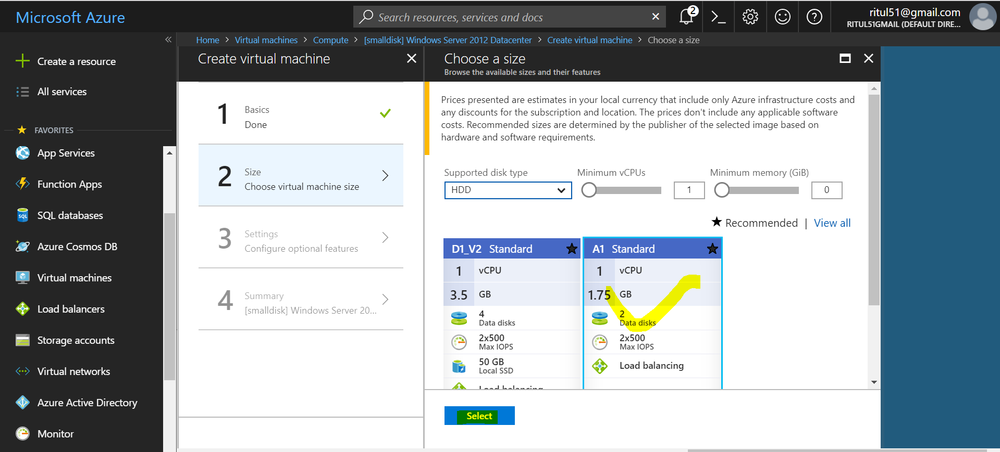 Microsoft Azure
Search resources, services and docs
2
ritul51@gmail.com
RITUL51GMAIL (DEFAULT DIRE...
Home > Virtual machines > Compute > [smalldisk] Windows Server 2012 Datacenter > Create virtual machine > Choose a size
Create a resource
All services
FAVORITES
App Services
Function Apps
SQL databases
Azure Cosmos DB
Virtual machines
Load balancers
Storage accounts
Virtual networks
Azure Active Directory
Monitor
Create virtual machine
1 Basics
Done
2 Size
Choose virtual machine size
3 Settings
Configure optional features
4 Summary
[smalldisk] Windows Server 20...
Choose a size
Browse the available sizes and their features
Prices presented are estimates in your local currency that include only Azure infrastructure costs and
any discounts for the subscription and location. The prices don't include any applicable software
costs. Recommended sizes are determined by the publisher of the selected image based on
hardware and software requirements.
Supported disk type
HDD
Minimum vCPUs
1
Minimum memory (GiB)
0
★ Recommended | View all
D1_V2 Standard
1 vCPU
3.5 GB
4
Data disks
2x500
Max IOPS
50 GB
Local SSD
Load balancing
A1 Standard
1 vCPU
1.75 GB
2
Data disks
2x500
Max IOPS
Load balancing
Select